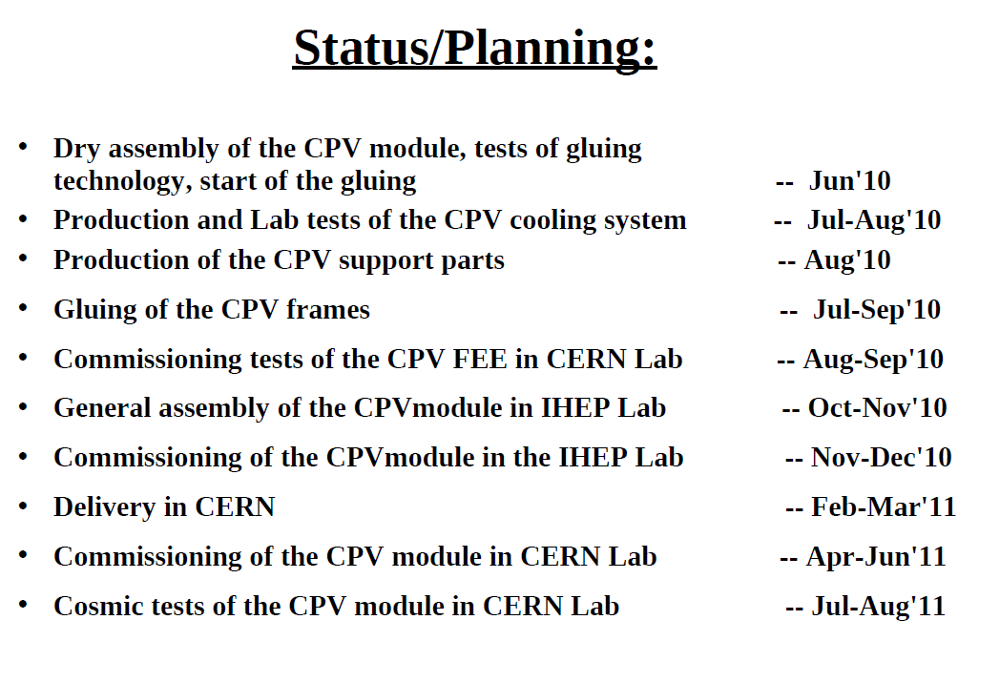 Status/Planning:
• Dry assembly of the CPV module, tests of gluing
technology, start of the gluing -- Jun'10
• Production and Lab tests of the CPV cooling system -- Jul-Aug'10
• Production of the CPV support parts -- Aug'10
• Gluing of the CPV frames -- Jul-Sep'10
• Commissioning tests of the CPV FEE in CERN Lab -- Aug-Sep'10
• General assembly of the CPVmodule in IHEP Lab -- Oct-Nov'10
• Commissioning of the CPVmodule in the IHEP Lab -- Nov-Dec'10
• Delivery in CERN -- Feb-Mar'11
• Commissioning of the CPV module in CERN Lab -- Apr-Jun'11
• Cosmic tests of the CPV module in CERN Lab -- Jul-Aug'11